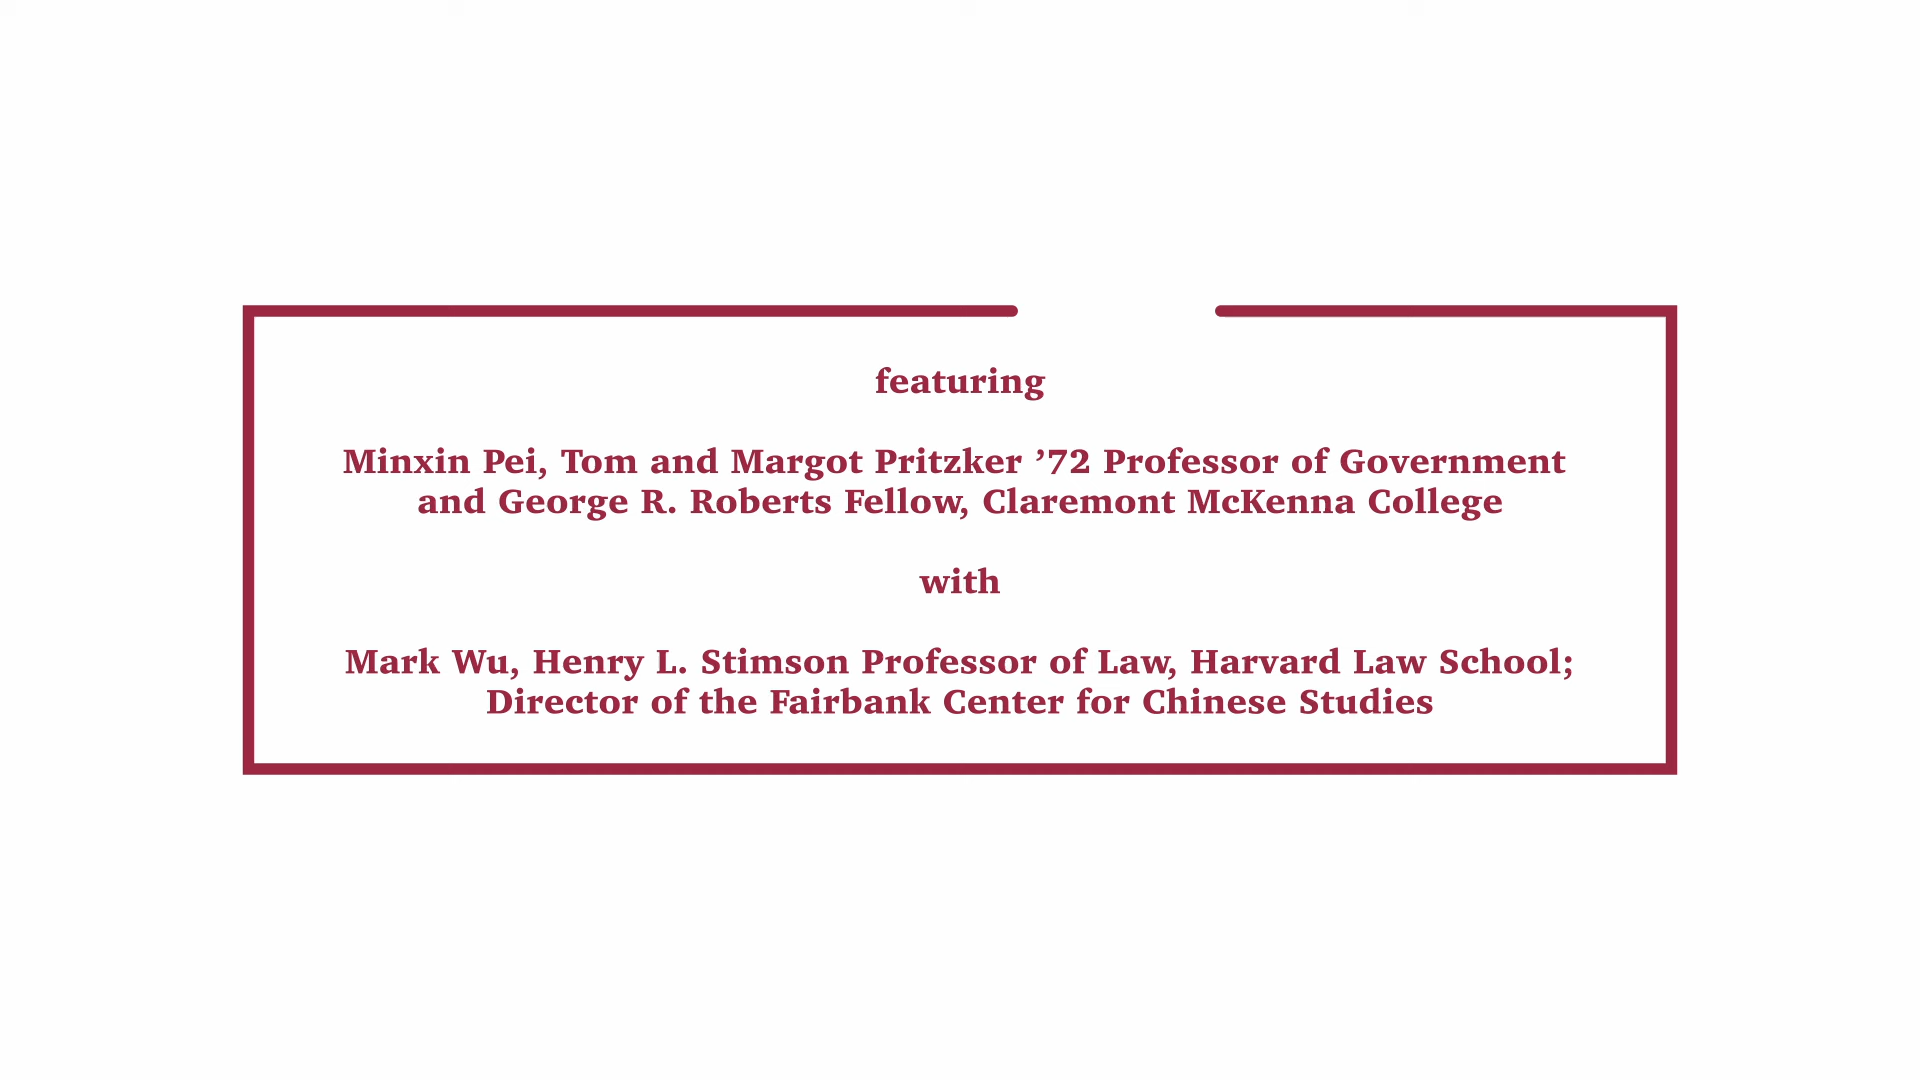 featuring
Minxin Pei, Tom and Margot Pritzker ’72 Professor of Government
and George R. Roberts Fellow, Claremont McKenna College
with
Mark Wu, Henry L. Stimson Professor of Law, Harvard Law School;
Director of the Fairbank Center for Chinese Studies